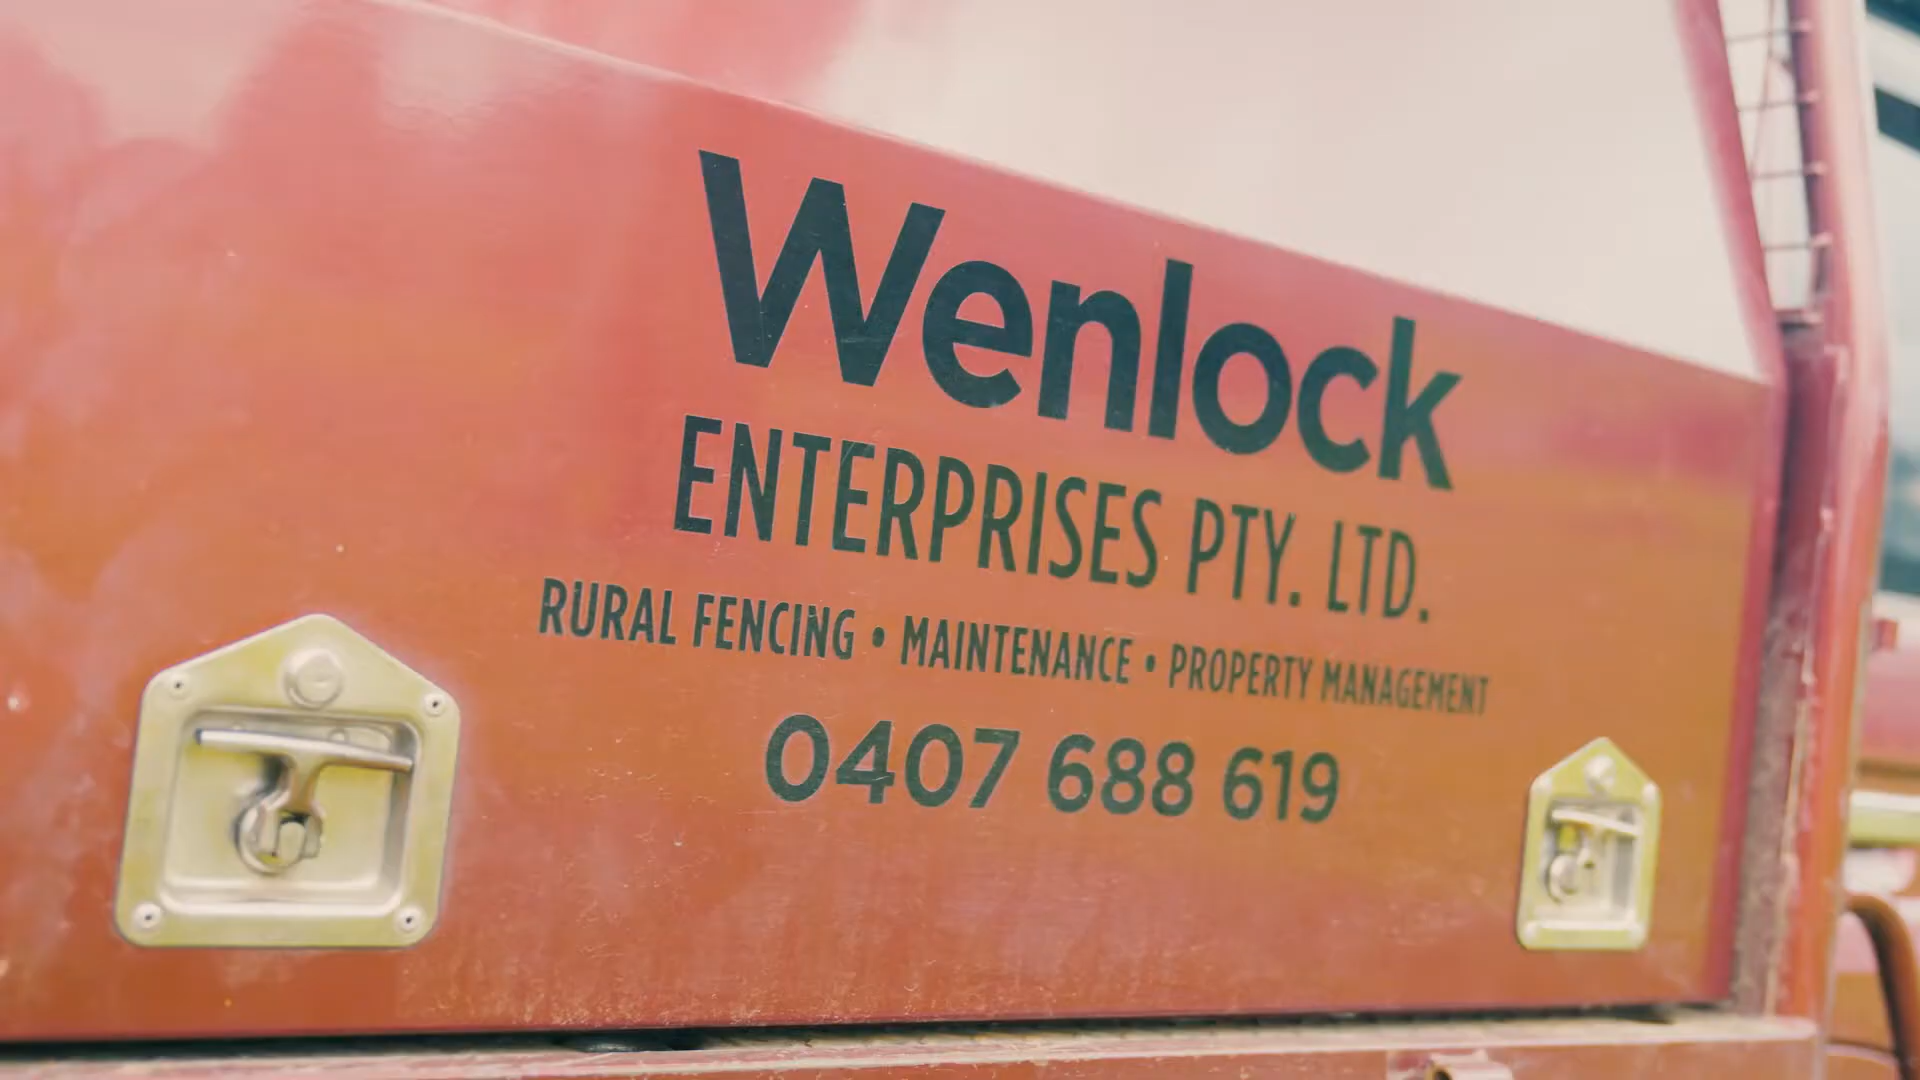 Wenlock
ENTERPRISES PTY. LTD.
RURAL FENCING • MAINTENANCE • PROPERTY MANAGEMENT
0407 688 619